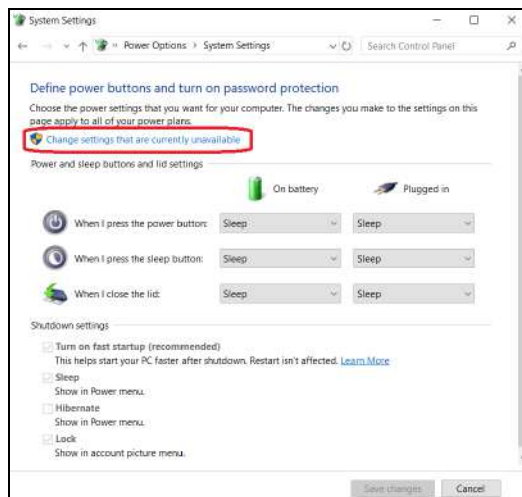 System Settings
Power Options > System Settings
Search Control Panel
Define power buttons and turn on password protection
Choose the power settings that you want for your computer. The changes you make to the settings on this
page apply to all of your power plans.
Change settings that are currently unavailable
Power and sleep buttons and lid settings
On battery Plugged in
When I press the power button: Sleep Sleep
When I press the sleep button: Sleep Sleep
When I close the lid: Sleep Sleep
Shutdown settings
Turn on fast startup (recommended)
This helps start your PC faster after shutdown. Restart isn't affected. Learn More
Sleep
Show in Power menu.
Hibernate
Show in Power menu.
Lock
Show in account picture menu.
Save changes Cancel